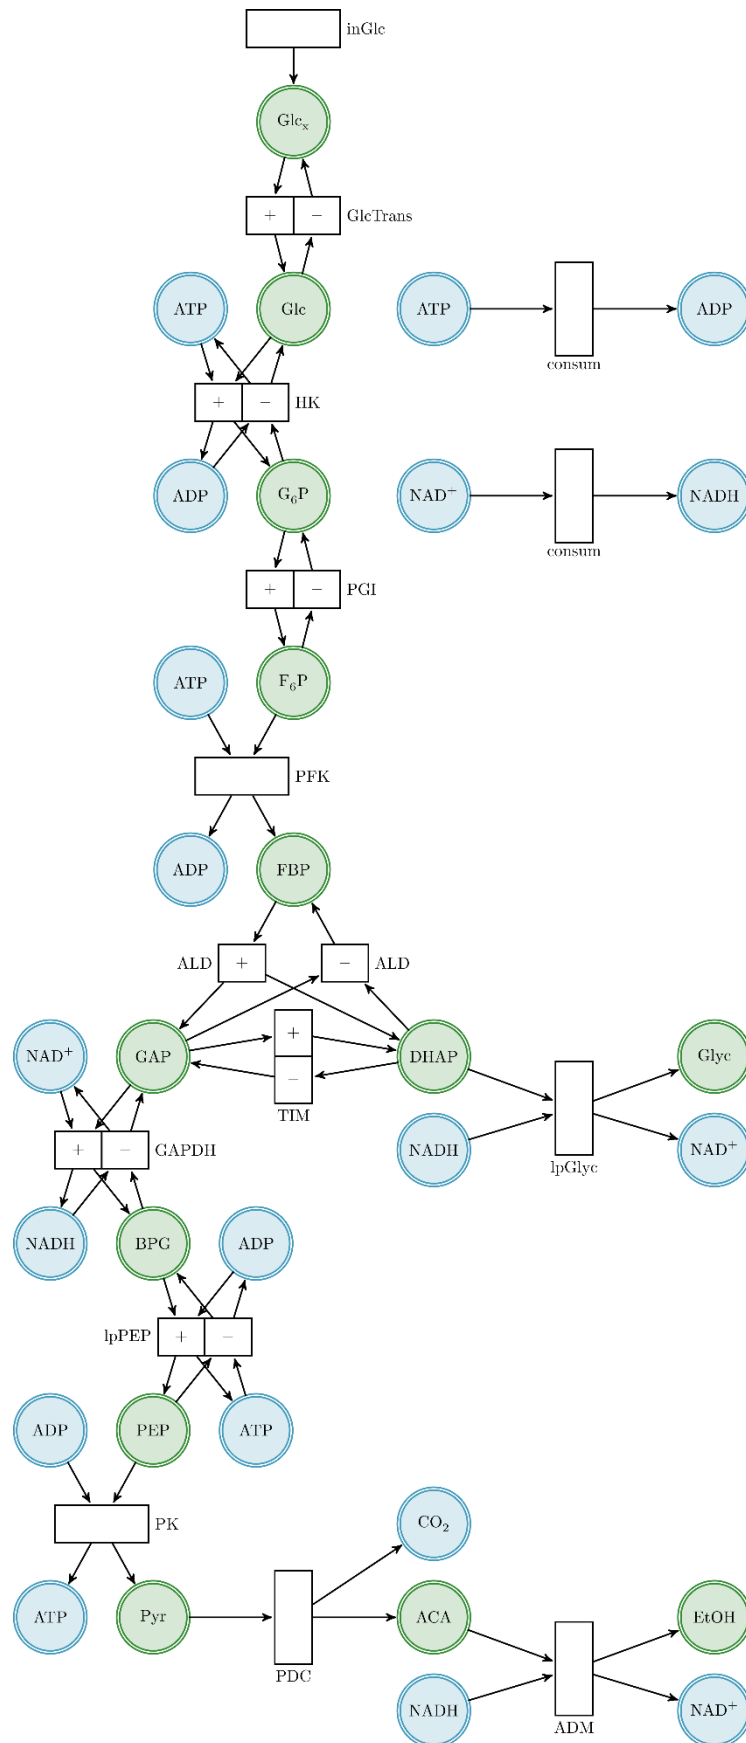 inGlc
Glcₓ
+ − GlcTrans
ATP Glc ATP ADP
consum
+ − HK
ADP G₆P NAD⁺ NADH
consum
+ − PGI
ATP F₆P
PFK
ADP FBP
ALD + − ALD
NAD⁺ GAP + DHAP Glyc
−
TIM
+ − GAPDH NADH NAD⁺
lpGlyc
NADH BPG ADP
lpPEP + −
ADP PEP ATP
PK
CO₂
ATP Pyr ACA EtOH
PDC
NADH NAD⁺
ADM